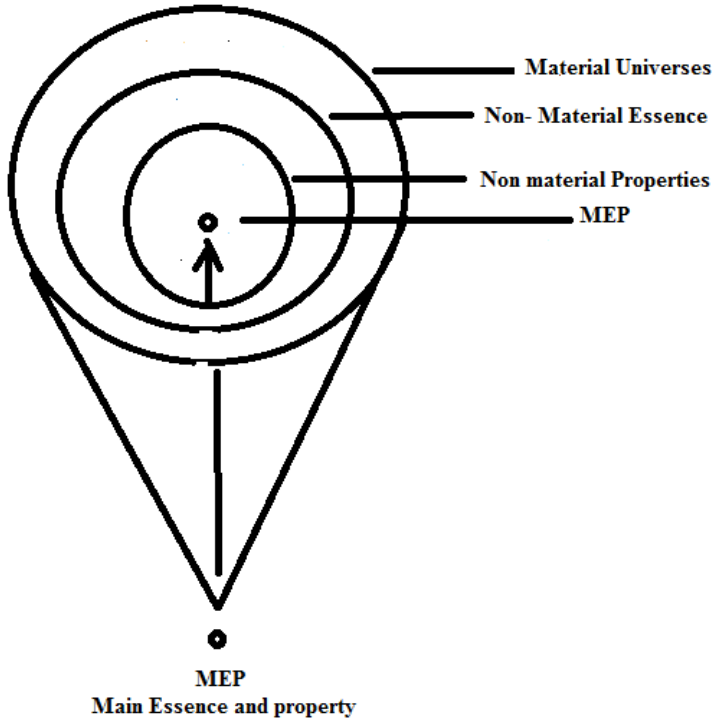 Material Universes
Non- Material Essence
Non material Properties
MEP
MEP
Main Essence and property